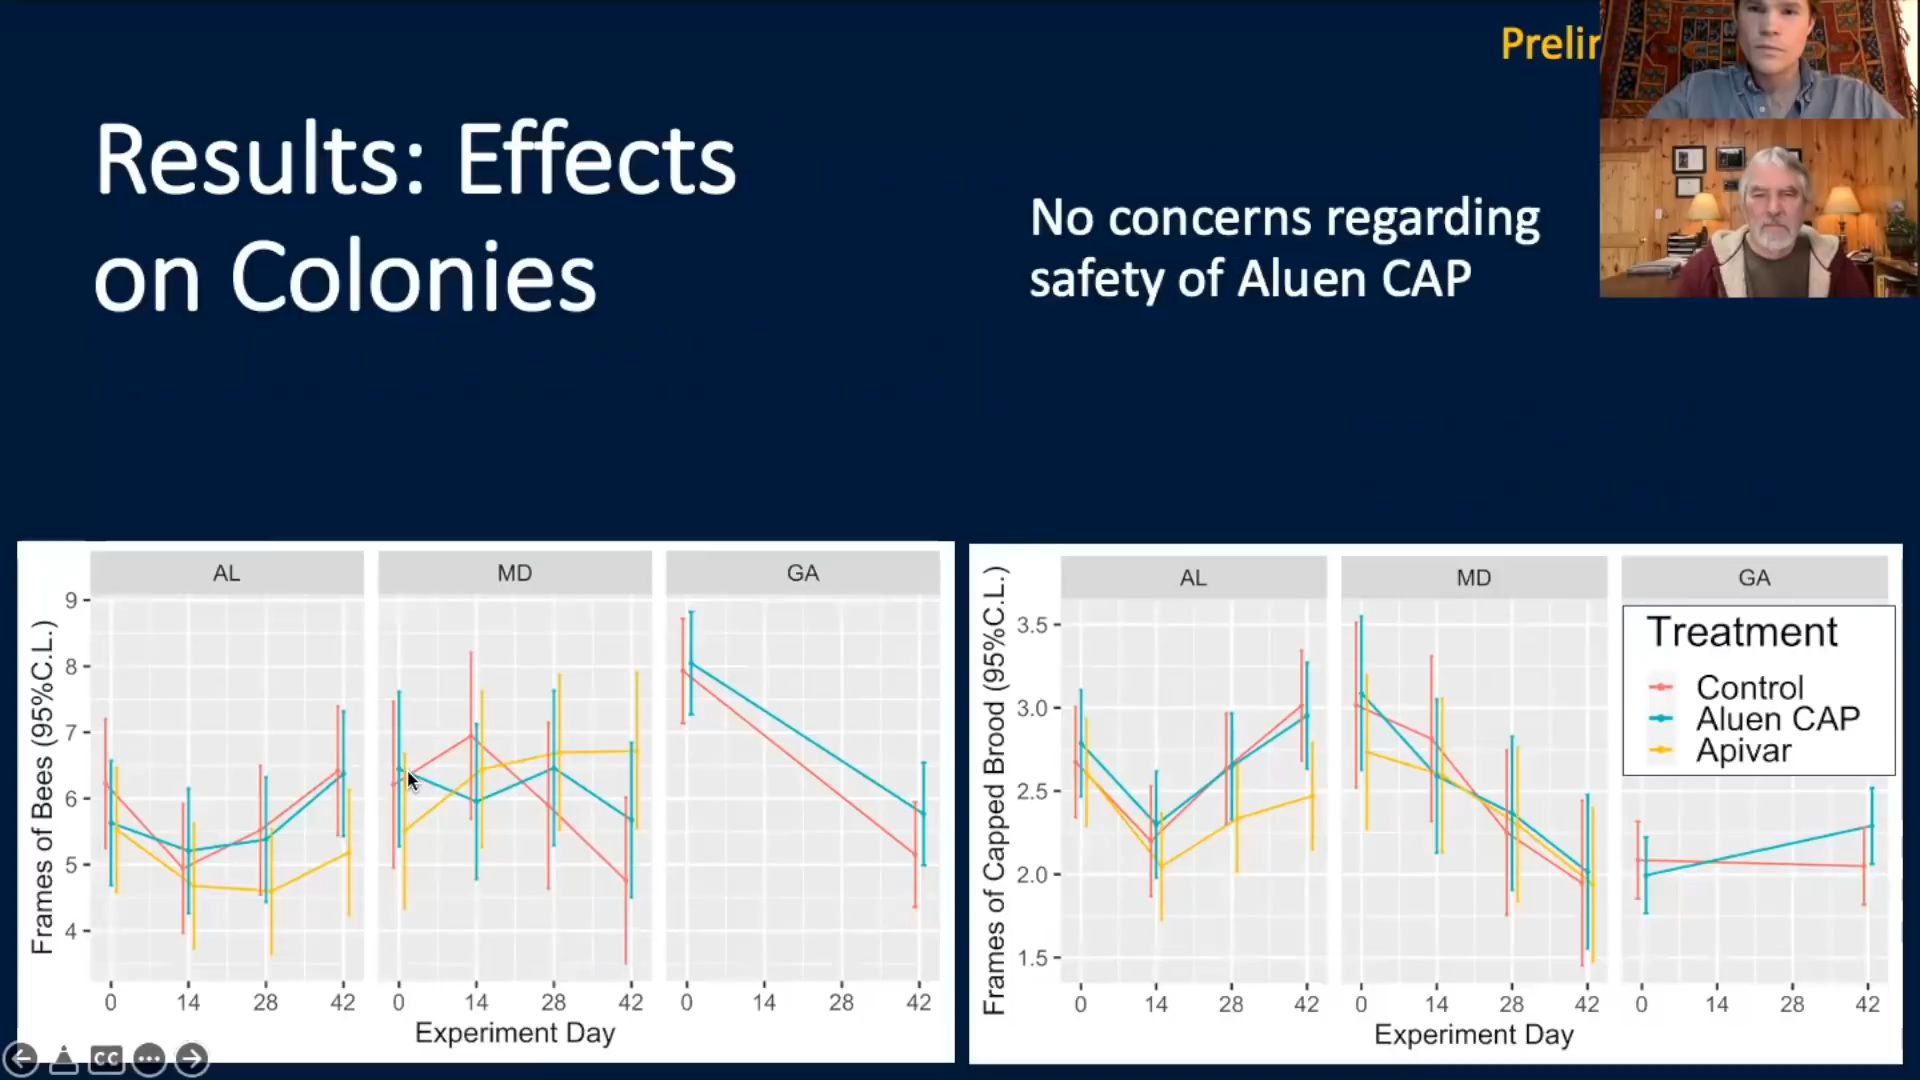 Results: Effects
on Colonies
No concerns regarding
safety of Aluen CAP
Frames of Bees (95%C.L.)
AL MD GA
9
8
7
6
5
4
0 14 28 42 0 14 28 42 0 14 28 42
Experiment Day
Frames of Capped Brood (95%C.L.)
AL MD GA
3.5
3.0
2.5
2.0
1.5
Treatment
Control
Aluen CAP
Apivar
0 14 28 42 0 14 28 42 0 14 28 42
Experiment Day
CC